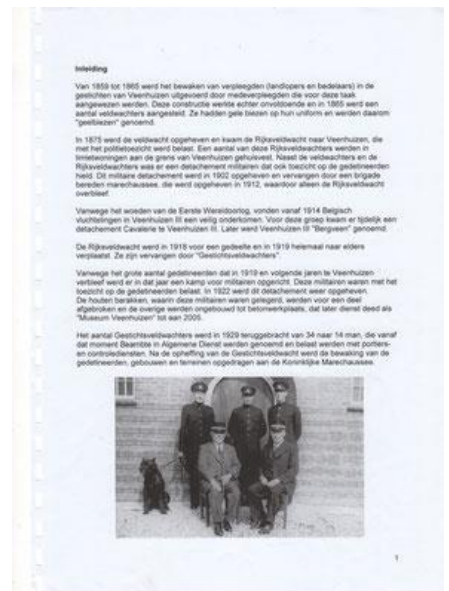 Inleiding
Van 1859 tot 1865 werd het bewaken van verpleegden (landlopers en bedelaars) in de
gestichten van Veenhuizen uitgevoerd door medeverpleegden die voor deze taak
aangewezen werden. Deze constructie werkte echter onvoldoende en in 1865 werd een
aantal veldwachters aangesteld. Ze hadden gele biezen op hun uniform en werden daarom
"geelbiezen" genoemd.
In 1875 werd de veldwacht opgeheven en kwam de Rijksveldwacht naar Veenhuizen, die
met het politietoezicht werd belast. Een aantal van deze Rijksveldwachters werden in
limietwoningen aan de grens van Veenhuizen gehuisvest. Naast de veldwachters en de
Rijksveldwachters was er een detachement militairen dat ook toezicht op de gedetineerden
hield. Dit militaire detachement werd in 1902 opgeheven en vervangen door een brigade
bereden marechaussee, die werd opgeheven in 1912, waardoor alleen de Rijksveldwacht
overbleef.
Vanwege het woeden van de Eerste Wereldoorlog, vonden vanaf 1914 Belgisch
vluchtelingen in Veenhuizen III een veilig onderkomen. Voor deze groep kwam er tijdelijk een
detachement Cavalerie te Veenhuizen III. Later werd Veenhuizen III "Bergveen" genoemd.
De Rijksveldwacht werd in 1918 voor een gedeelte en in 1919 helemaal naar elders
verplaatst. Ze zijn vervangen door "Gestichtsveldwachters".
Vanwege het grote aantal gedetineerden dat in 1919 en volgende jaren te Veenhuizen
verbleef werd er in dat jaar een kamp voor militairen opgericht. Deze militairen waren met het
toezicht op de gedetineerden belast. In 1922 werd dit detachement weer opgeheven.
De houten barakken, waarin deze militairen waren gelegerd, werden voor een deel
afgebroken en de overige werden omgebouwd tot betonwerkplaats, dat later dienst deed als
"Museum Veenhuizen" tot aan 2005.
Het aantal Gestichtsveldwachters werd in 1929 teruggebracht van 34 naar 14 man, die vanaf
dat moment Beambte in Algemene Dienst werden genoemd en belast werden met portiers-
en controlediensten. Na de opheffing van de Gestichtsveldwacht werd de bewaking van de
gedetineerden, gebouwen en terreinen opgedragen aan de Koninklijke Marechaussee.
1